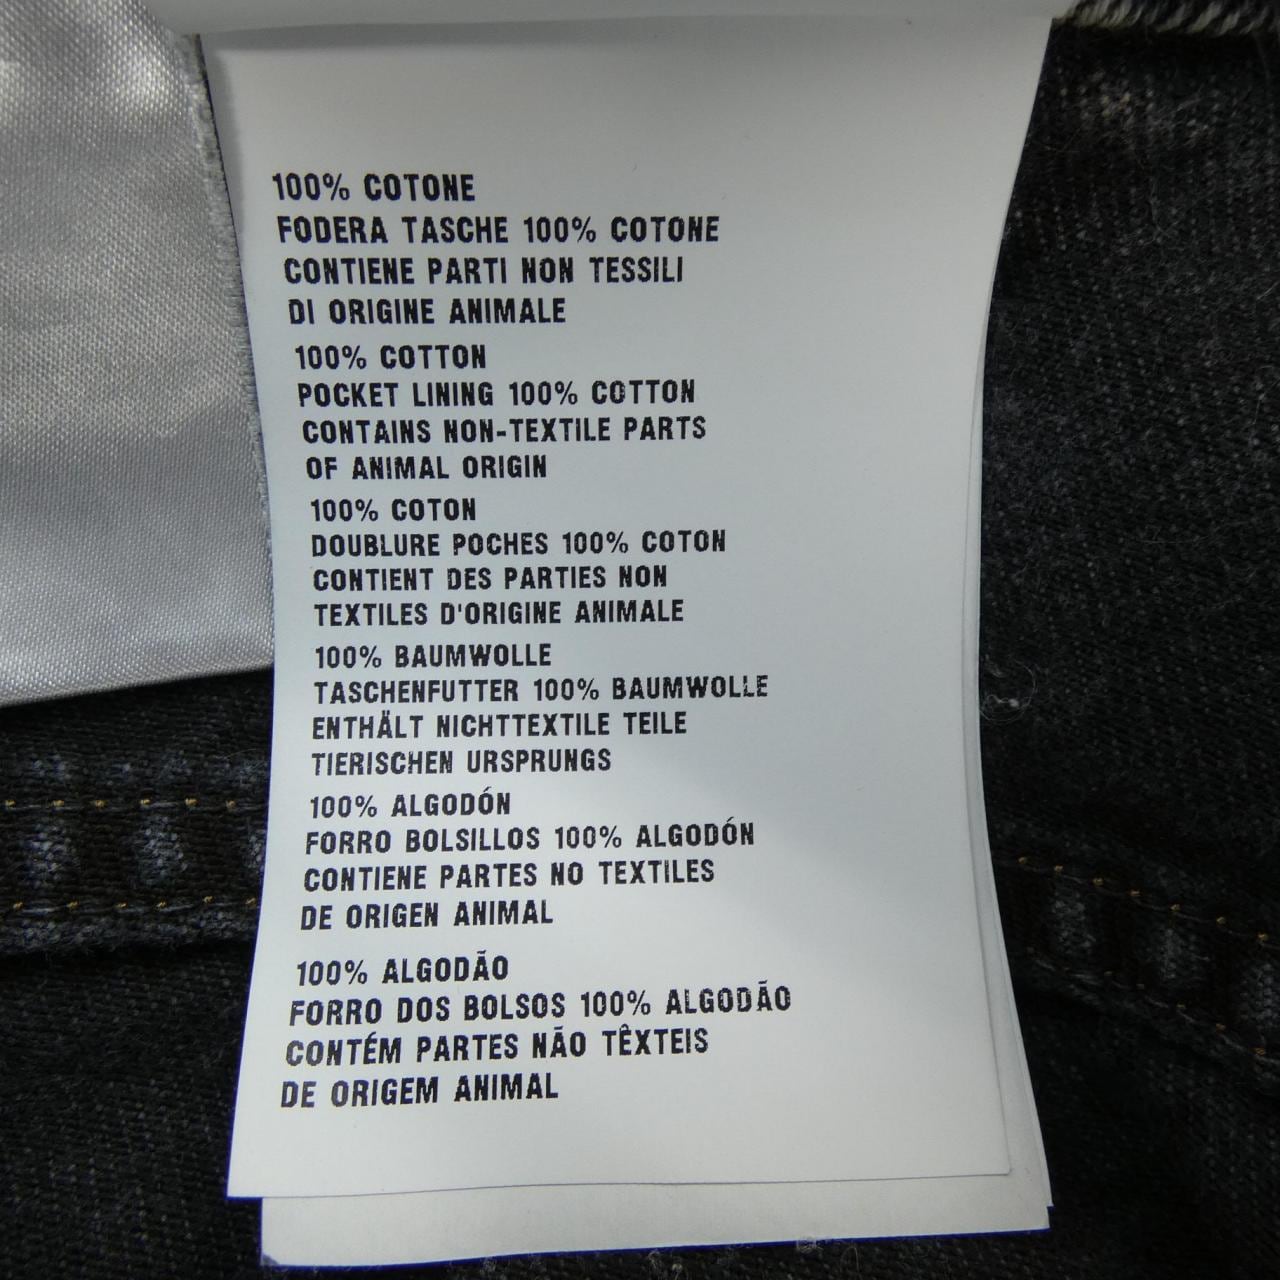 100% COTONE
FODERA TASCHE 100% COTONE
CONTIENE PARTI NON TESSILI
DI ORIGINE ANIMALE
100% COTTON
POCKET LINING 100% COTTON
CONTAINS NON-TEXTILE PARTS
OF ANIMAL ORIGIN
100% COTON
DOUBLURE POCHES 100% COTON
CONTIENT DES PARTIES NON
TEXTILES D'ORIGINE ANIMALE
100% BAUMWOLLE
TASCHENFUTTER 100% BAUMWOLLE
ENTHÄLT NICHTTEXTILE TEILE
TIERISCHEN URSPRUNGS
100% ALGODÓN
FORRO BOLSILLOS 100% ALGODÓN
CONTIENE PARTES NO TEXTILES
DE ORIGEN ANIMAL
100% ALGODÃO
FORRO DOS BOLSOS 100% ALGODÃO
CONTÉM PARTES NÃO TÊXTEIS
DE ORIGEM ANIMAL